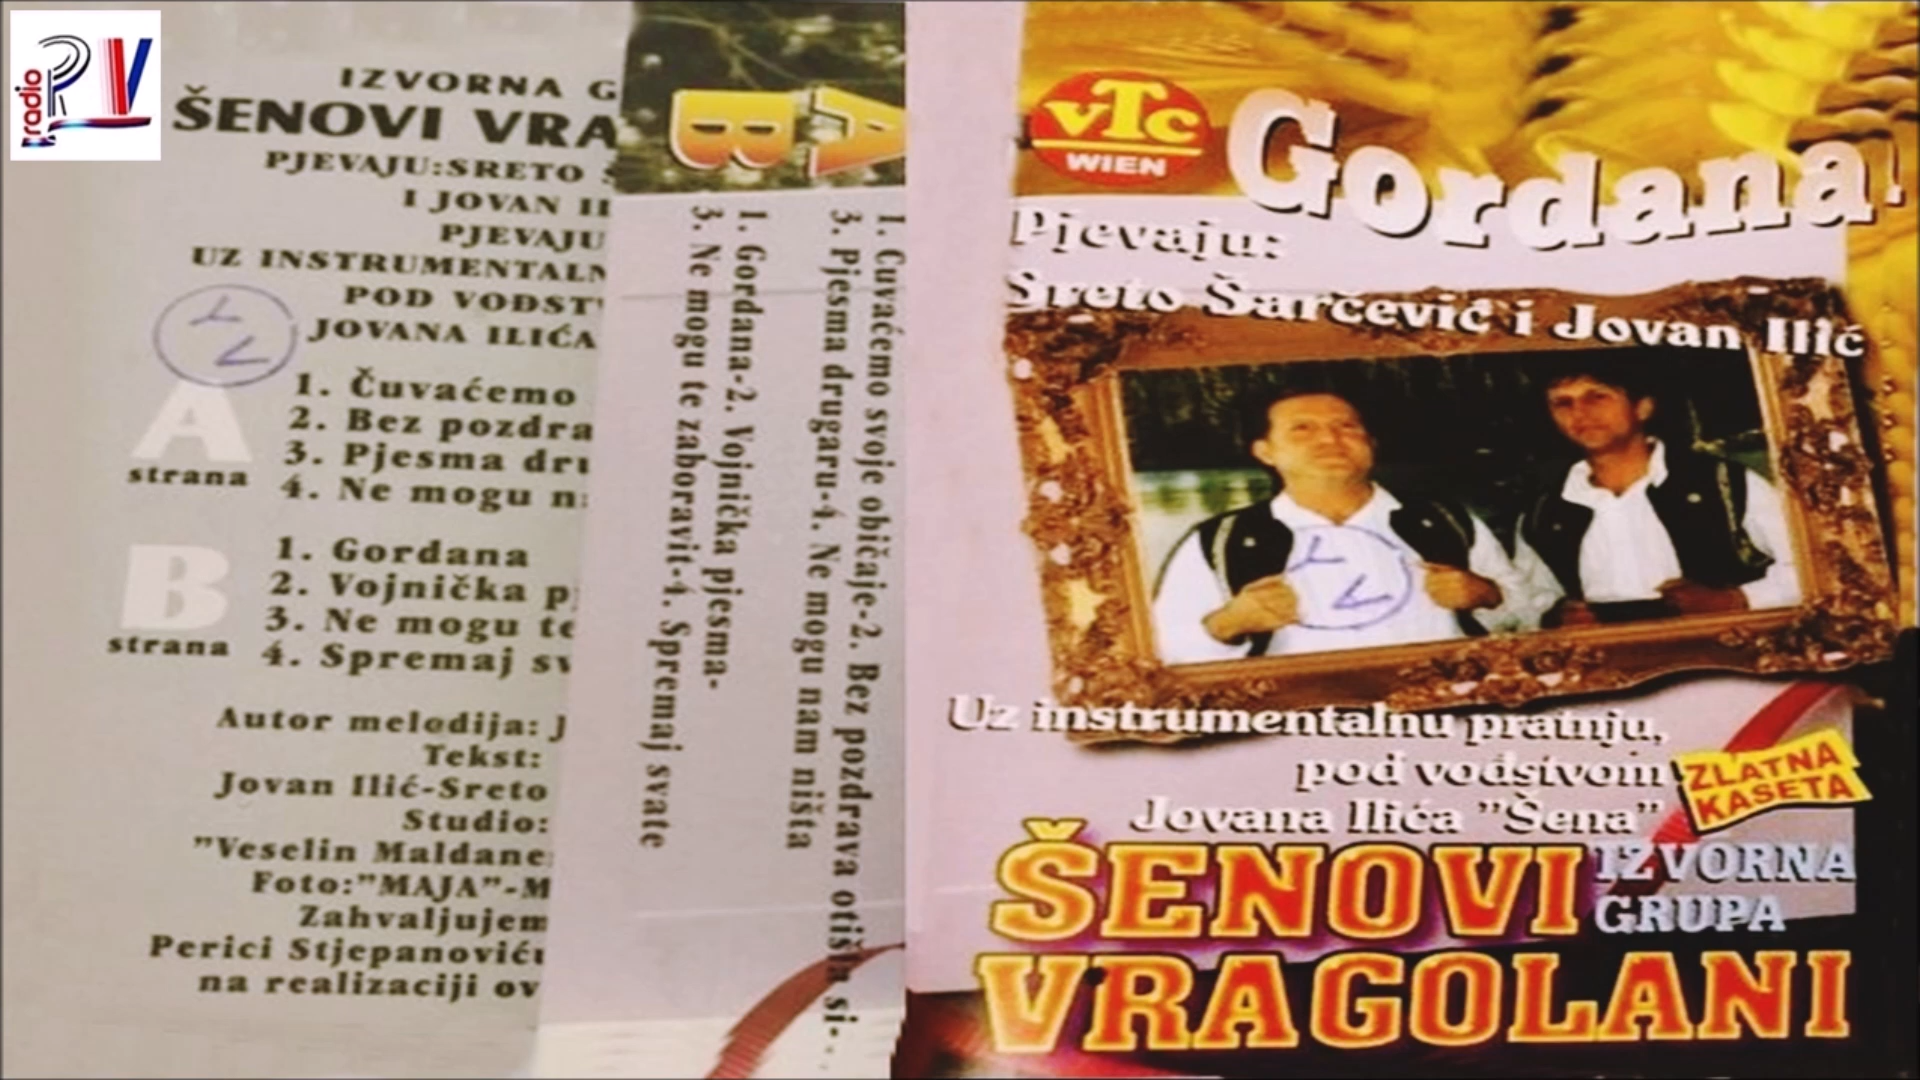 radio
PV
IZVORNA G
ŠENOVI VRA
PJEVAJU:SRETO
I JOVAN
PJEVAJU
UZ INSTRUMENTALN
POD VODST
JOVANA ILIĆA
A
strana
1. Čuvaćemo
2. Bez pozdra
3. Pjesma dru
4. Ne mogu n
B
strana
1. Gordana
2. Vojnička p
3. Ne mogu te
4. Spremaj sv
Autor melodija: J
Tekst:
Jovan Ilić-Sreto
Studio:
"Veselin Maldane
Foto:"MAJA"-M
Zahvaljujem
Perici Stjepanoviću
na realizaciji ov
A
1. Čuvaćemo svoje običaje-2. Bez pozdrava otišla si-
3. Pjesma drugaru-4. Ne mogu nam ništa
B
1. Gordana-2. Vojnička pjesma-
3. Ne mogu te zaboravit-4. Spremaj svate
VTC
WIEN
Gordana
Pjevaju:
Sreto Šarčević i Jovan Ilić
Uz instrumentalnu pratnju,
pod vodstvom
Jovana Ilića "Šena"
ZLATNA
KASETA
ŠENOVI
IZVORNA
GRUPA
VRAGOLANI